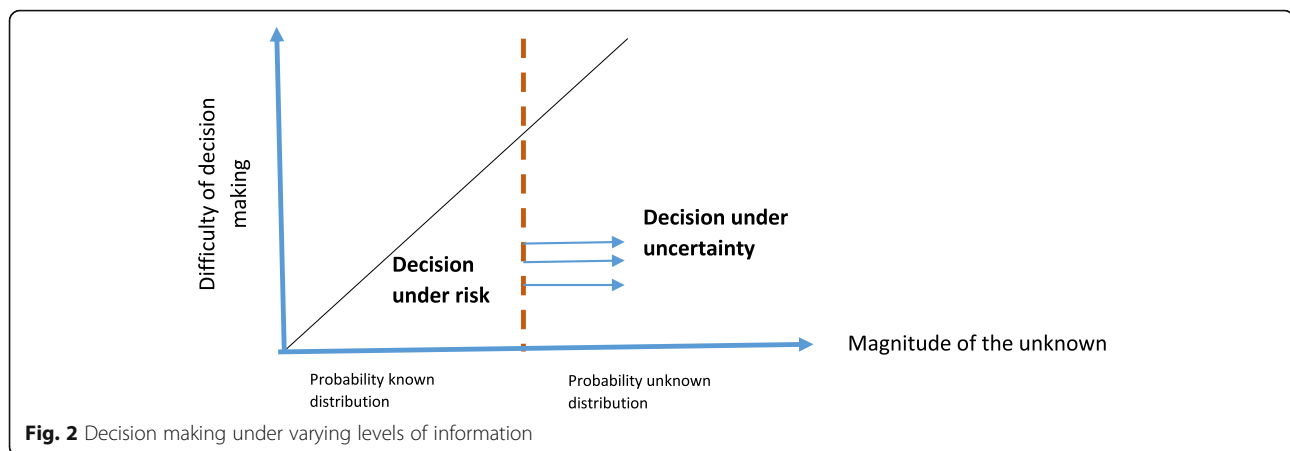 Difficulty of decision
making
Decision under
uncertainty
Decision
under risk
Magnitude of the unknown
Probability known
distribution
Probability unknown
distribution
Fig. 2 Decision making under varying levels of information